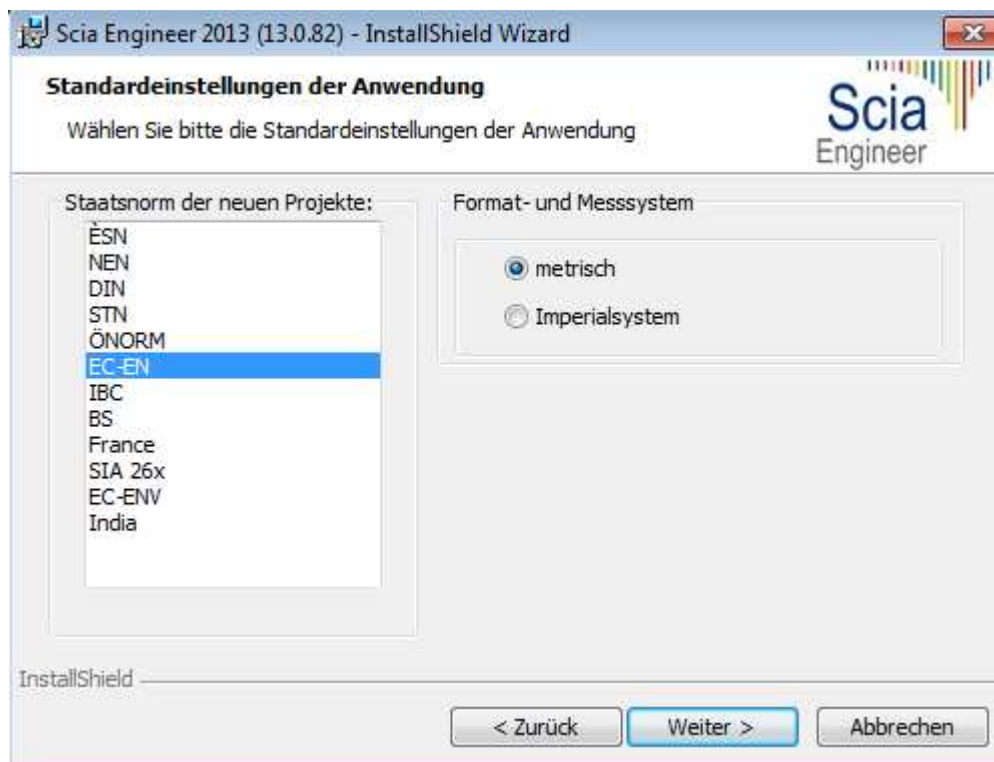 Scia Engineer 2013 (13.0.82) - InstallShield Wizard
Standardeinstellungen der Anwendung
Wählen Sie bitte die Standardeinstellungen der Anwendung
Scia
Engineer
Staatsnorm der neuen Projekte:
ÈSN
NEN
DIN
STN
ÖNORM
EC-EN
IBC
BS
France
SIA 26x
EC-ENV
India
Format- und Messsystem
metrisch
Imperialsystem
InstallShield
< Zurück
Weiter >
Abbrechen